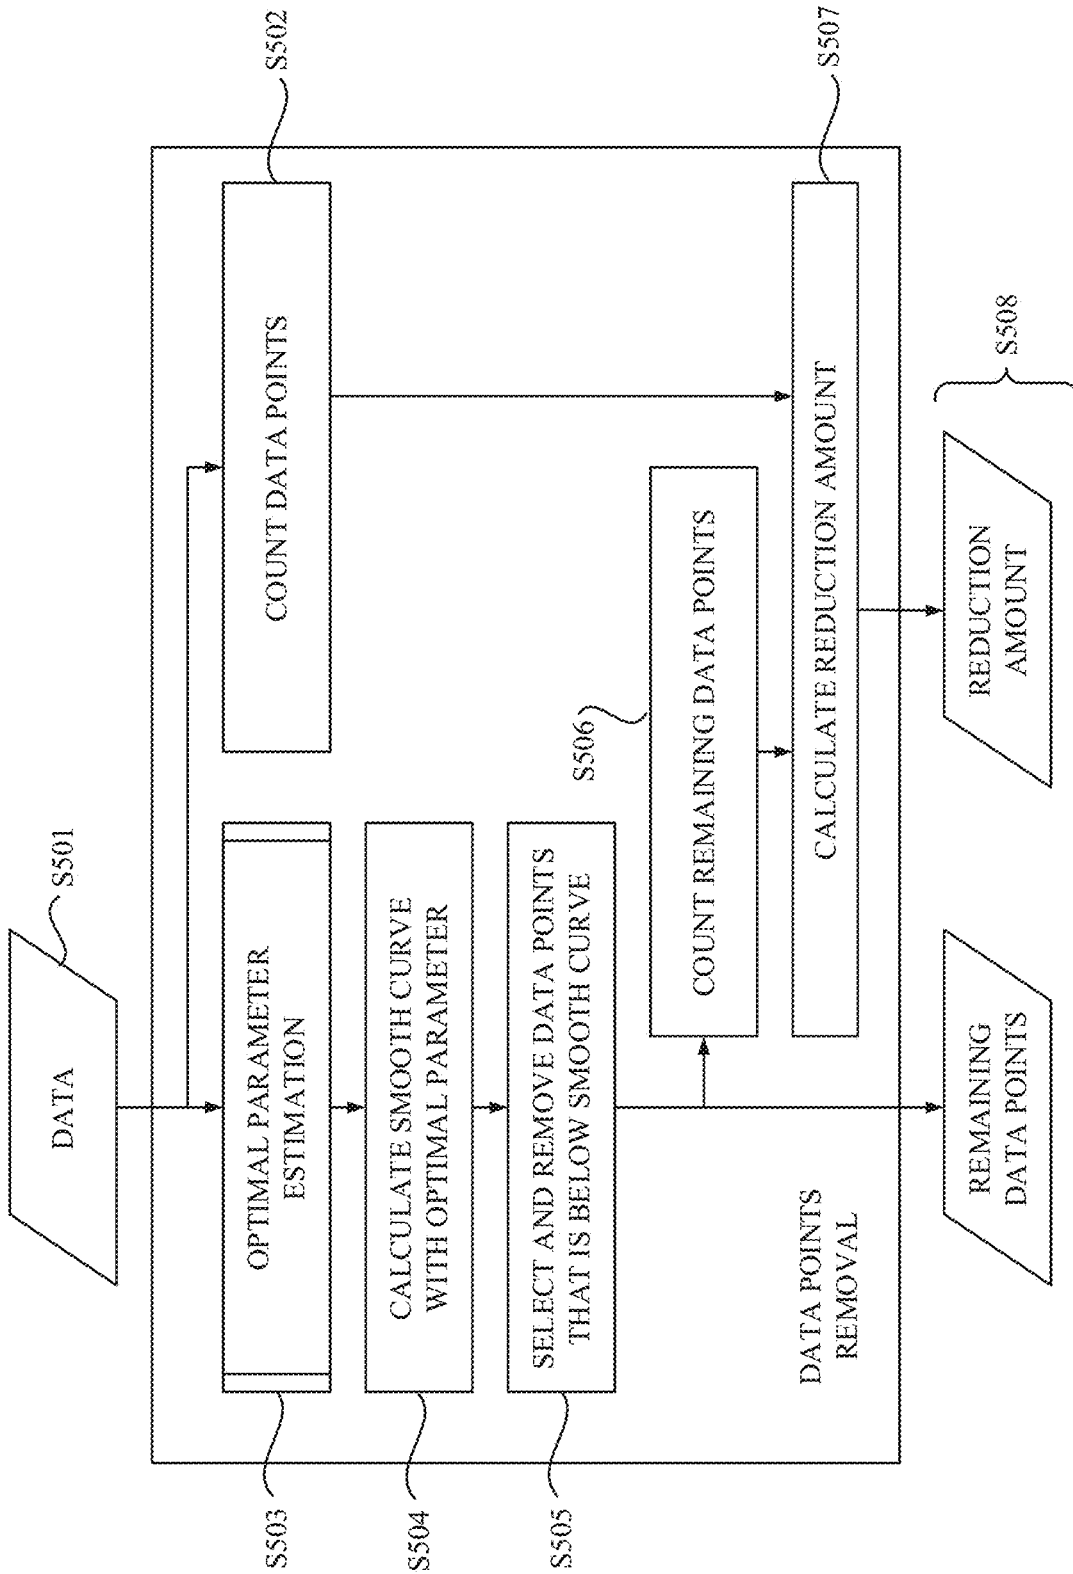 DATA
S501
S502
COUNT DATA POINTS
S503
OPTIMAL PARAMETER
ESTIMATION
S504
CALCULATE SMOOTH CURVE
WITH OPTIMAL PARAMETER
S505
SELECT AND REMOVE DATA POINTS
THAT IS BELOW SMOOTH CURVE
S506
COUNT REMAINING DATA POINTS
S507
CALCULATE REDUCTION AMOUNT
DATA POINTS
REMOVAL
REMAINING
DATA POINTS
REDUCTION
AMOUNT
S508